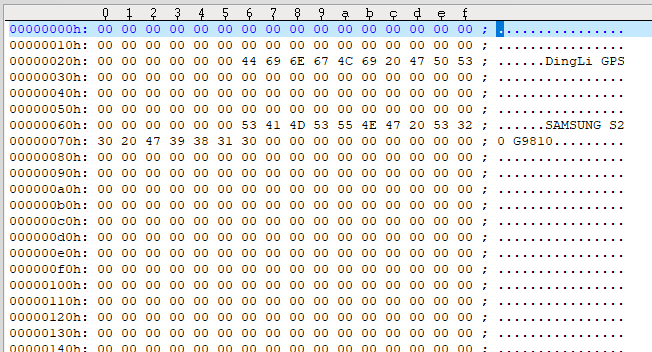 0 1 2 3 4 5 6 7 8 9 a b c d e f
00000000h: 00 00 00 00 00 00 00 00 00 00 00 00 00 00 00 00 ; ................
00000010h: 00 00 00 00 00 00 00 00 00 00 00 00 00 00 00 00 ; ................
00000020h: 00 00 00 00 00 00 44 69 6E 67 4C 69 20 47 50 53 ; ......DingLi GPS
00000030h: 00 00 00 00 00 00 00 00 00 00 00 00 00 00 00 00 ; ................
00000040h: 00 00 00 00 00 00 00 00 00 00 00 00 00 00 00 00 ; ................
00000050h: 00 00 00 00 00 00 00 00 00 00 00 00 00 00 00 00 ; ................
00000060h: 00 00 00 00 00 00 53 41 4D 53 55 4E 47 20 53 32 ; ......SAMSUNG S2
00000070h: 30 20 47 39 38 31 30 00 00 00 00 00 00 00 00 00 ; 0 G9810.........
00000080h: 00 00 00 00 00 00 00 00 00 00 00 00 00 00 00 00 ; ................
00000090h: 00 00 00 00 00 00 00 00 00 00 00 00 00 00 00 00 ; ................
000000a0h: 00 00 00 00 00 00 00 00 00 00 00 00 00 00 00 00 ; ................
000000b0h: 00 00 00 00 00 00 00 00 00 00 00 00 00 00 00 00 ; ................
000000c0h: 00 00 00 00 00 00 00 00 00 00 00 00 00 00 00 00 ; ................
000000d0h: 00 00 00 00 00 00 00 00 00 00 00 00 00 00 00 00 ; ................
000000e0h: 00 00 00 00 00 00 00 00 00 00 00 00 00 00 00 00 ; ................
000000f0h: 00 00 00 00 00 00 00 00 00 00 00 00 00 00 00 00 ; ................
00000100h: 00 00 00 00 00 00 00 00 00 00 00 00 00 00 00 00 ; ................
00000110h: 00 00 00 00 00 00 00 00 00 00 00 00 00 00 00 00 ; ................
00000120h: 00 00 00 00 00 00 00 00 00 00 00 00 00 00 00 00 ; ................
00000130h: 00 00 00 00 00 00 00 00 00 00 00 00 00 00 00 00 ; ................
00000140h: 00 00 00 00 00 00 00 00 00 00 00 00 00 00 00 00 ; ................